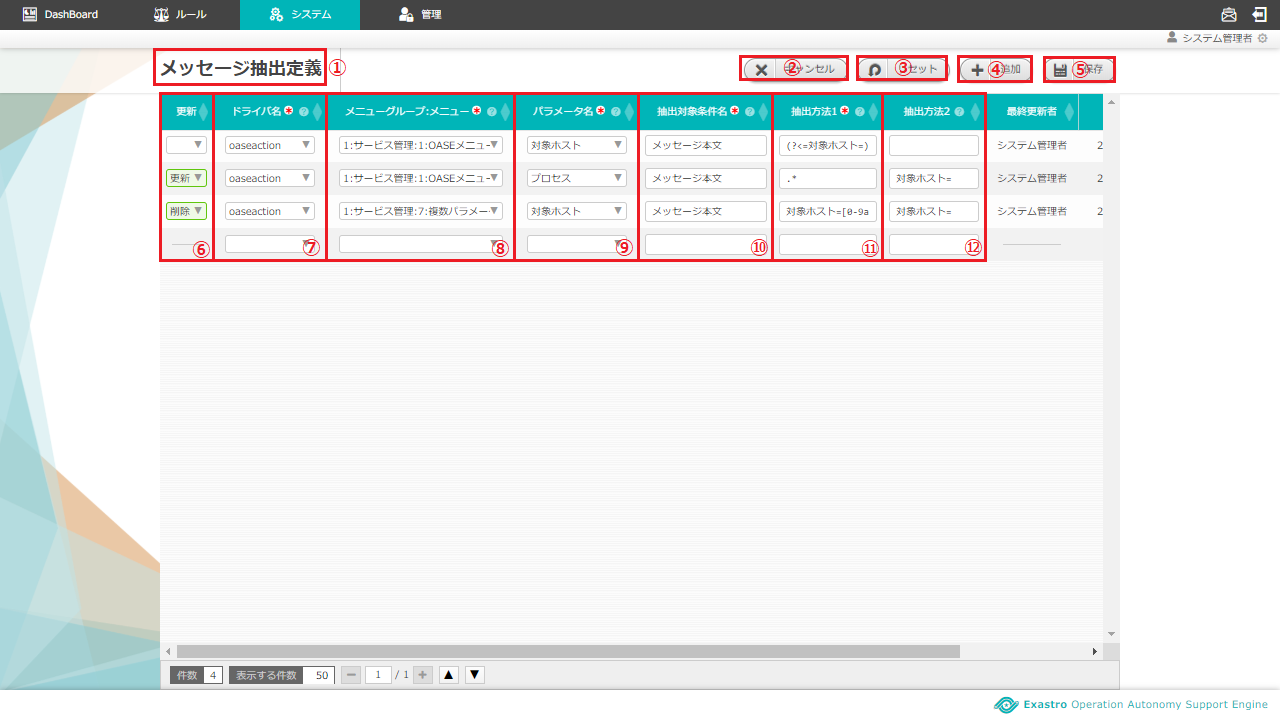 DashBoard ルール システム 管理
システム管理者
メッセージ抽出定義 ① ② キャンセル ③ リセット ④ 追加 ⑤ 保存
更新 ドライバ名 * メニューグループ:メニュー * パラメータ名 * 抽出対象条件名 * 抽出方法1 * 抽出方法2 最終更新者
oaseaction 1:サービス管理:1:OASEメニュー 対象ホスト メッセージ本文 (?<=対象ホスト=) システム管理者 2
更新 oaseaction 1:サービス管理:1:OASEメニュー プロセス メッセージ本文 .* 対象ホスト= システム管理者 2
削除 oaseaction 1:サービス管理:7:複数パラメー 対象ホスト メッセージ本文 対象ホスト=[0-9a 対象ホスト= システム管理者 2
⑥ ⑦ ⑧ ⑨ ⑩ ⑪ ⑫
件数 4 表示する件数 50 1 / 1
Exastro Operation Autonomy Support Engine